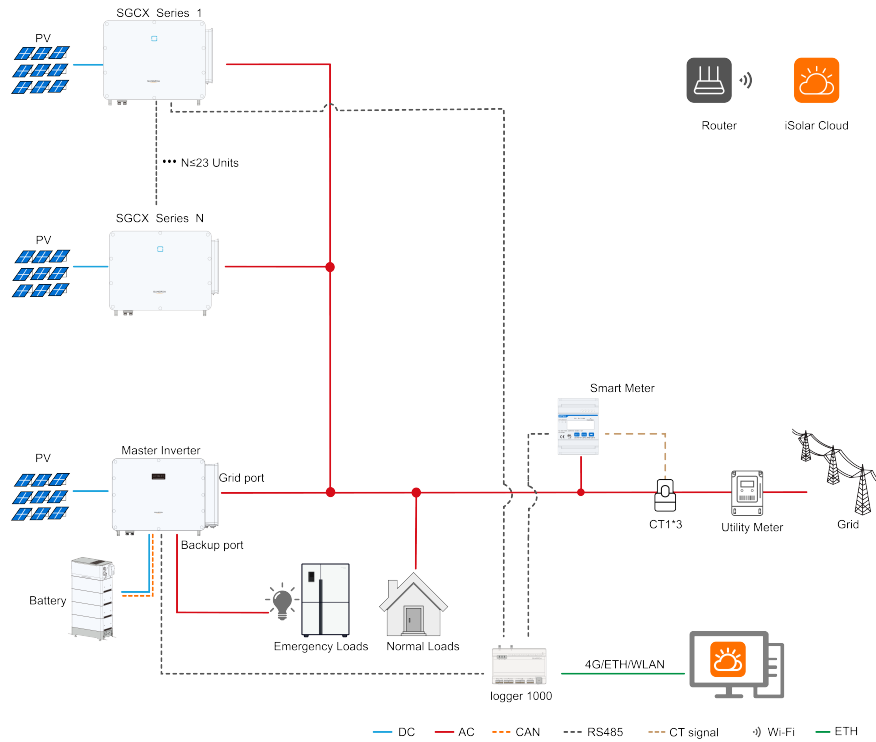 SGCX Series 1
PV
Router
iSolar Cloud
••• N≤23 Units
SGCX Series N
PV
Smart Meter
Master Inverter
PV
Grid port
CT1*3
Utility Meter
Grid
Backup port
Battery
Emergency Loads
Normal Loads
4G/ETH/WLAN
logger 1000
DC
AC
CAN
RS485
CT signal
Wi-Fi
ETH